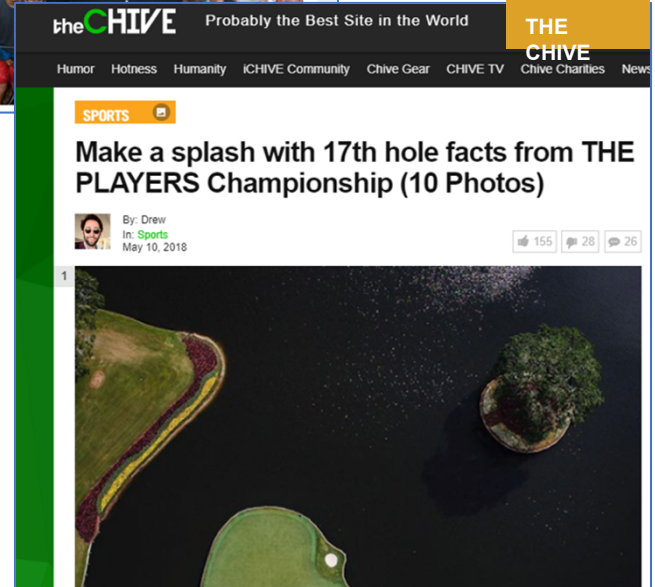 theCHIVE Probably the Best Site in the World
THE
CHIVE
Humor Hotness Humanity iCHIVE Community Chive Gear CHIVE TV Chive Charities News
SPORTS
Make a splash with 17th hole facts from THE
PLAYERS Championship (10 Photos)
By: Drew
In: Sports
May 10, 2018
155 28 26
1